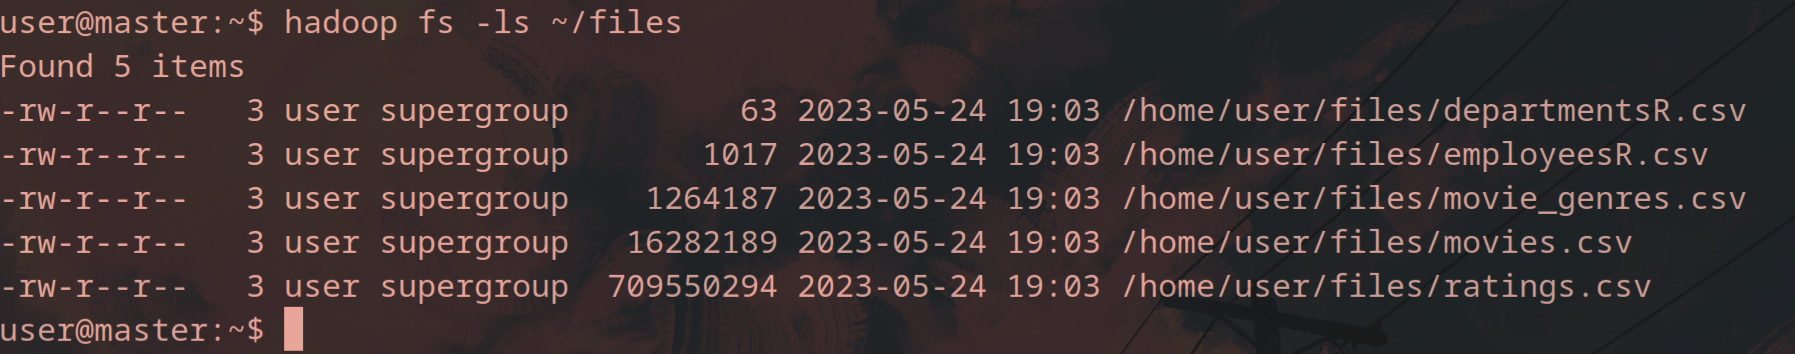 user@master:~$ hadoop fs -ls ~/files
Found 5 items
-rw-r--r--   3 user supergroup         63 2023-05-24 19:03 /home/user/files/departmentsR.csv
-rw-r--r--   3 user supergroup       1017 2023-05-24 19:03 /home/user/files/employeesR.csv
-rw-r--r--   3 user supergroup    1264187 2023-05-24 19:03 /home/user/files/movie_genres.csv
-rw-r--r--   3 user supergroup   16282189 2023-05-24 19:03 /home/user/files/movies.csv
-rw-r--r--   3 user supergroup  709550294 2023-05-24 19:03 /home/user/files/ratings.csv
user@master:~$